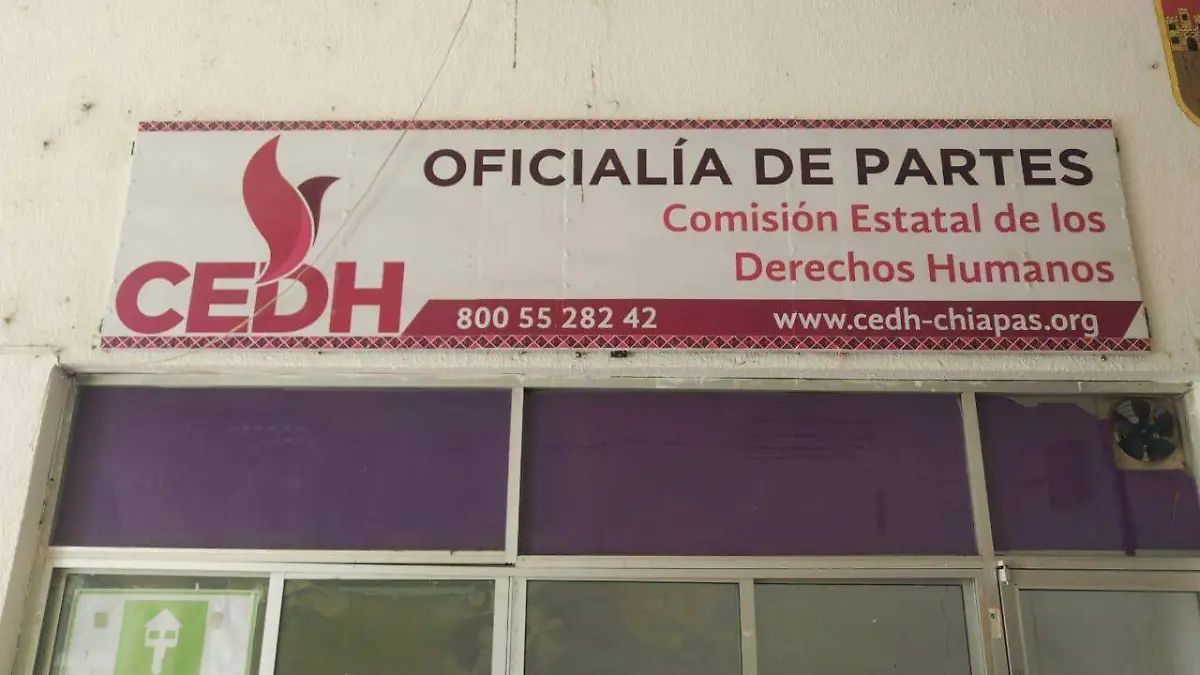 CEDH
OFICIALÍA DE PARTES
Comisión Estatal de los
Derechos Humanos
800 55 282 42
www.cedh-chiapas.org